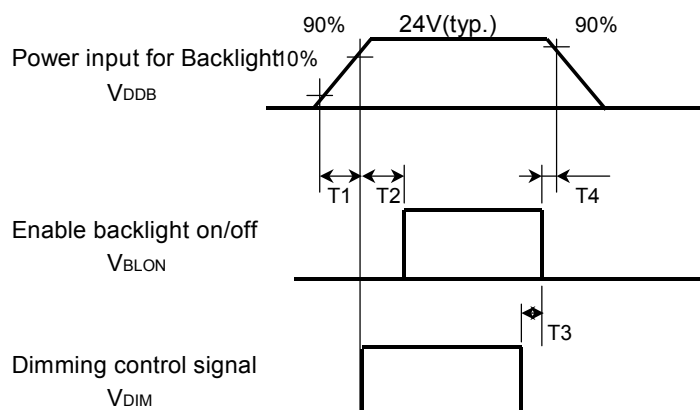 90% 24V(typ.) 90%
Power input for Backlight 10%
VDDB
T1 T2 T4
Enable backlight on/off
VBLON
T3
Dimming control signal
VDIM